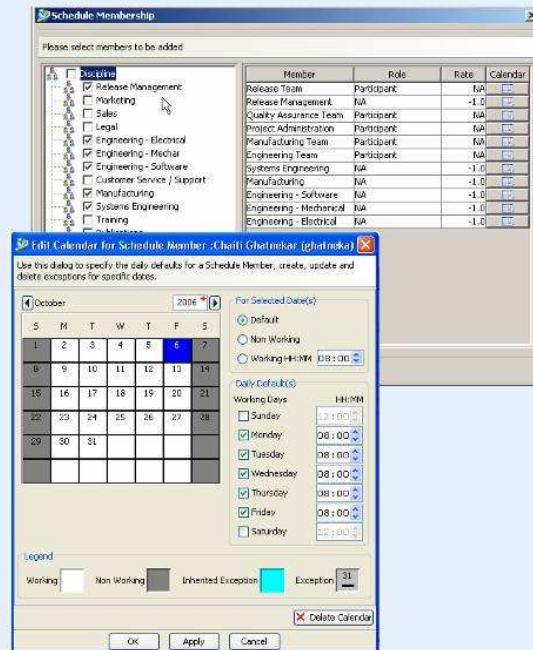 Schedule Membership
Please select members to be added
Discipline
Release Management
Marketing
Sales
Legal
Engineering - Electrical
Engineering - Mechar
Engineering - Software
Customer Service / Support
Manufacturing
Systems Engineering
Training
Member Role Rate Calendar
Release Team Participant NA
Release Management NA -1.0
Quality Assurance Team Participant NA
Project Administration Participant NA
Manufacturing Team Participant NA
Engineering Team Participant NA
Systems Engineering NA -1.0
Manufacturing NA -1.0
Engineering - Software NA -1.0
Engineering - Mechanical NA -1.0
Engineering - Electrical NA -1.0
Edit Calendar for Schedule Member :Chaiti Ghatnekar (ghatneka)
Use this dialog to specify the daily defaults for a Schedule Member, create, update and
delete exceptions for specific dates.
October 2006
S M T W T F S
1 2 3 4 5 6 7
8 9 10 11 12 13 14
15 16 17 18 19 20 21
22 23 24 25 26 27 28
29 30 31
For Selected Date(s)
Default
Non Working
Working HH:MM 08:00
Daily Default(s)
Working Days HH:MM
Sunday 12:00
Monday 08:00
Tuesday 08:00
Wednesday 08:00
Thursday 08:00
Friday 08:00
Saturday 12:00
Legend
Working Non Working Inherited Exception Exception 31
Delete Calendar
OK Apply Cancel